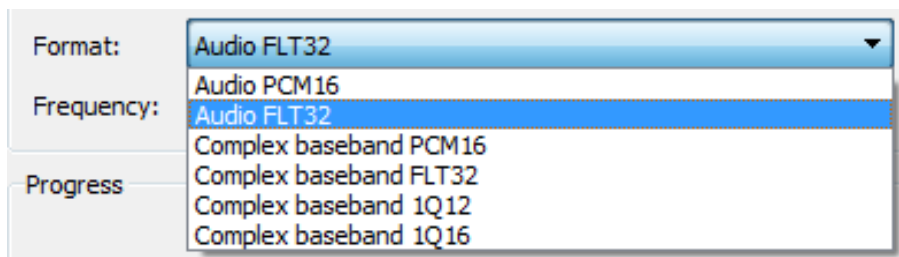 Format:
Audio FLT32
Audio PCM16
Frequency:
Audio FLT32
Complex baseband PCM16
Complex baseband FLT32
Progress
Complex baseband 1Q12
Complex baseband 1Q16